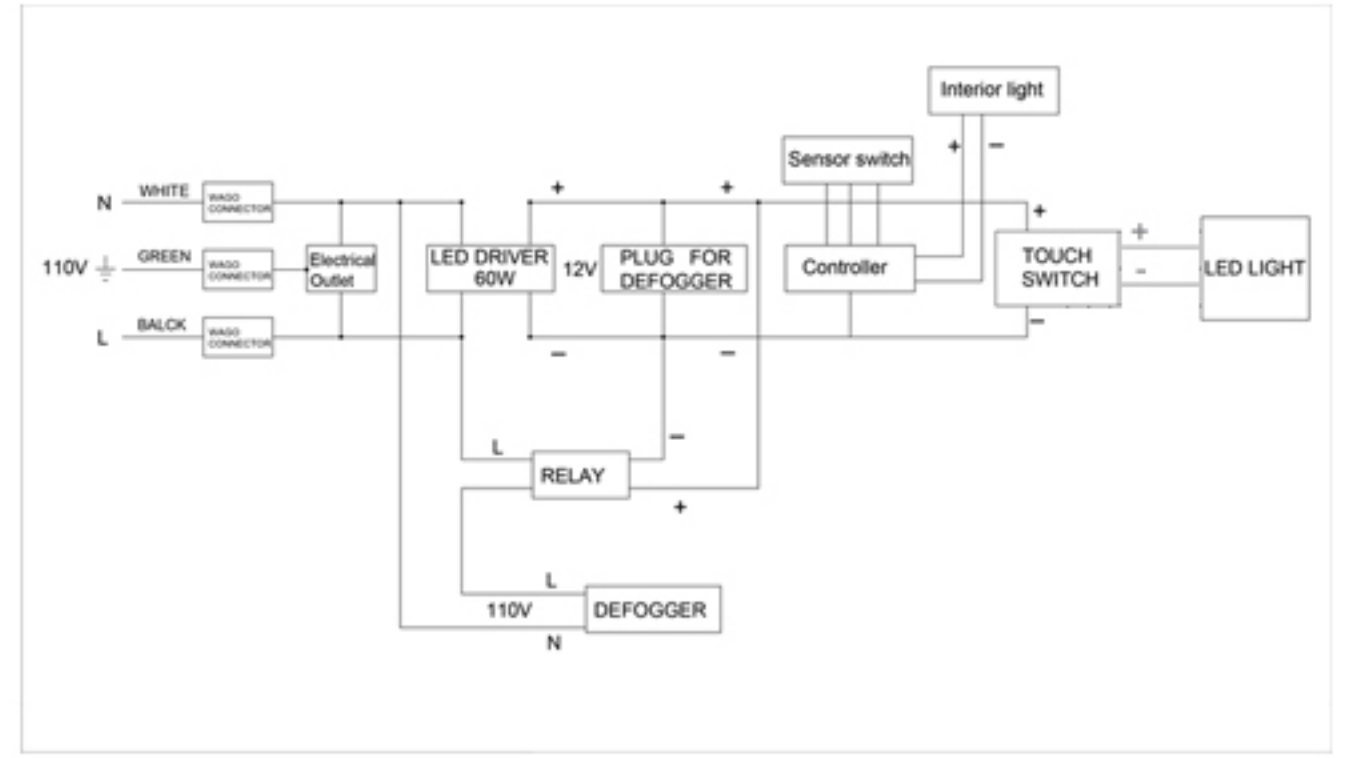 Interior light
+ −
Sensor switch
N WHITE WAGO
CONNECTOR
+ +
+
110V GREEN WAGO
CONNECTOR
Electrical
Outlet
LED DRIVER
60W
12V
PLUG FOR
DEFOGGER
Controller
TOUCH
SWITCH
+
-
LED LIGHT
L BALCK WAGO
CONNECTOR
− −
−
L
RELAY
−
+
L
110V
N
DEFOGGER